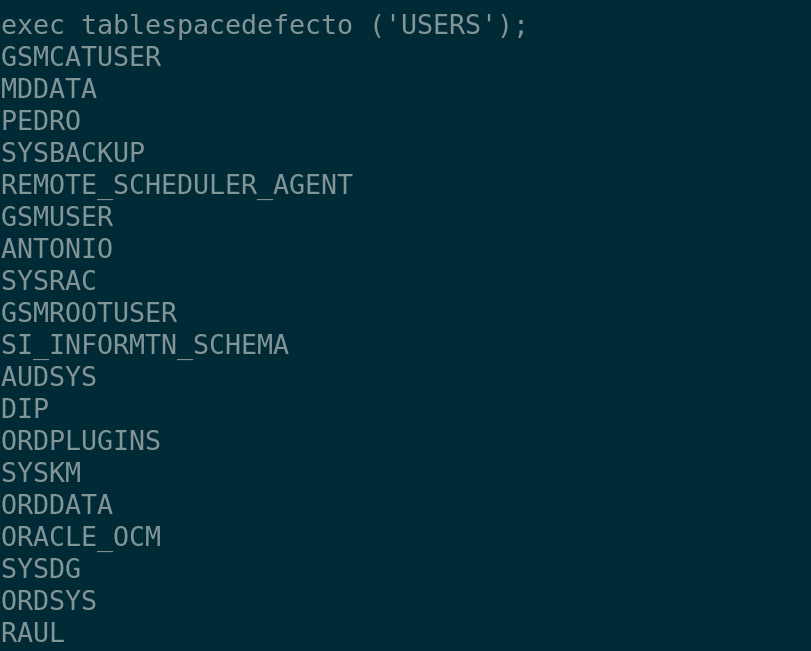 exec tablespacedefecto ('USERS');
GSMCATUSER
MDDATA
PEDRO
SYSBACKUP
REMOTE_SCHEDULER_AGENT
GSMUSER
ANTONIO
SYSRAC
GSMROOTUSER
SI_INFORMTN_SCHEMA
AUDSYS
DIP
ORDPLUGINS
SYSKM
ORDDATA
ORACLE_OCM
SYSDG
ORDSYS
RAUL